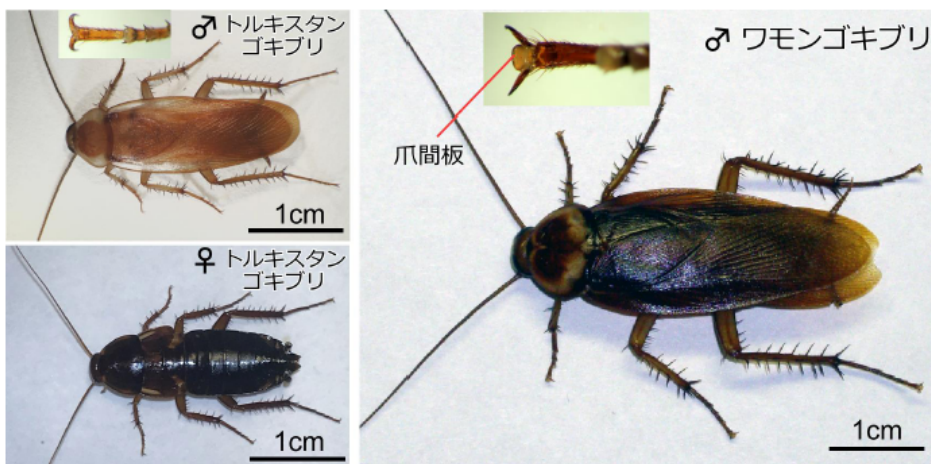 ♂ トルキスタン
ゴキブリ
1cm
♀ トルキスタン
ゴキブリ
1cm
♂ ワモンゴキブリ
爪間板
1cm